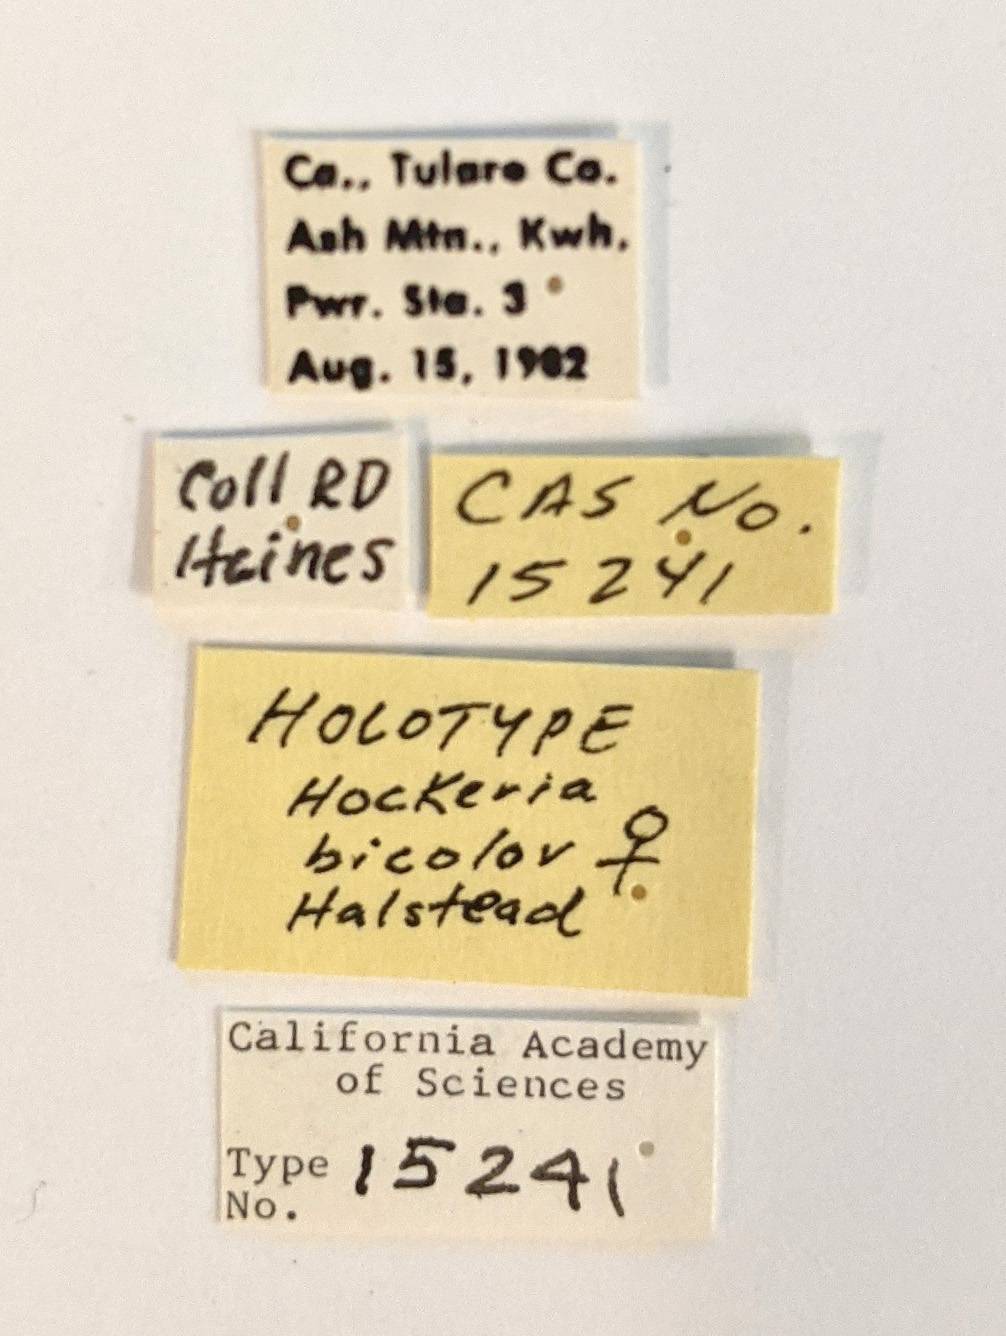 Ca., Tulare Co.
Ash Mtn., Kwh.
Pwr. Sta. 3
Aug. 15, 1982
Coll RD
Haines
CAS No.
15241
HOLOTYPE
Hockeria
bicolor ♀
Halstead
California Academy
of Sciences
Type No. 15241